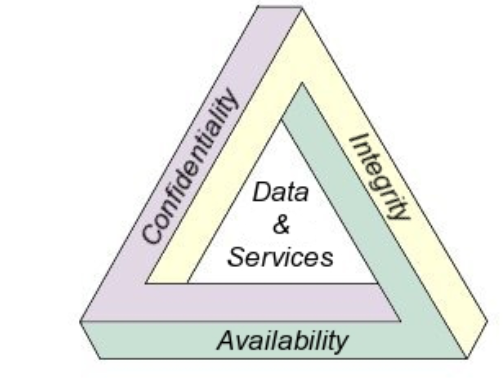 Confidentiality
Integrity
Data
&
Services
Availability